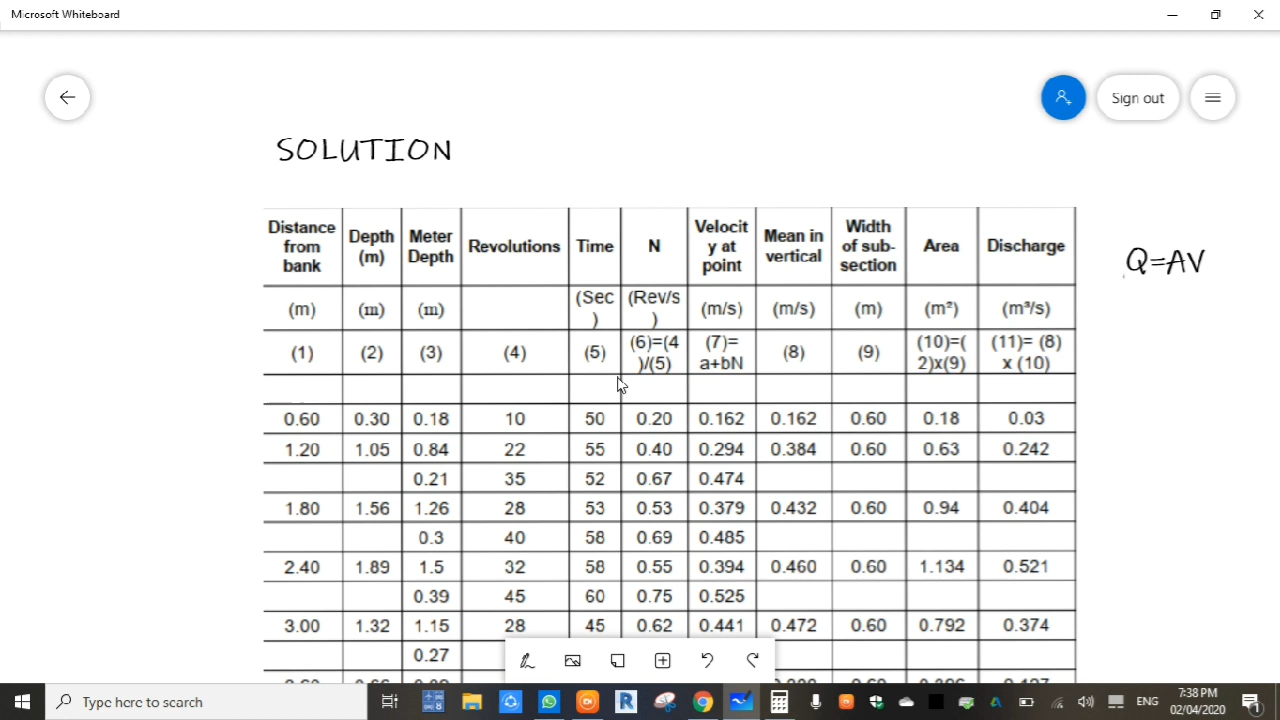 Microsoft Whiteboard
Sign out
SOLUTION
Distance from bank Depth (m) Meter Depth Revolutions Time N Velocit y at point Mean in vertical Width of sub- section Area Discharge
Q=AV
(m) (m) (m) (Sec ) (Rev/s ) (m/s) (m/s) (m) (m²) (m³/s)
(1) (2) (3) (4) (5) (6)=(4 )/(5) (7)= a+bN (8) (9) (10)=( 2)x(9) (11)= (8) x (10)
0.60 0.30 0.18 10 50 0.20 0.162 0.162 0.60 0.18 0.03
1.20 1.05 0.84 22 55 0.40 0.294 0.384 0.60 0.63 0.242
0.21 35 52 0.67 0.474
1.80 1.56 1.26 28 53 0.53 0.379 0.432 0.60 0.94 0.404
0.3 40 58 0.69 0.485
2.40 1.89 1.5 32 58 0.55 0.394 0.460 0.60 1.134 0.521
0.39 45 60 0.75 0.525
3.00 1.32 1.15 28 45 0.62 0.441 0.472 0.60 0.792 0.374
0.27
Type here to search
ENG
7:38 PM
02/04/2020